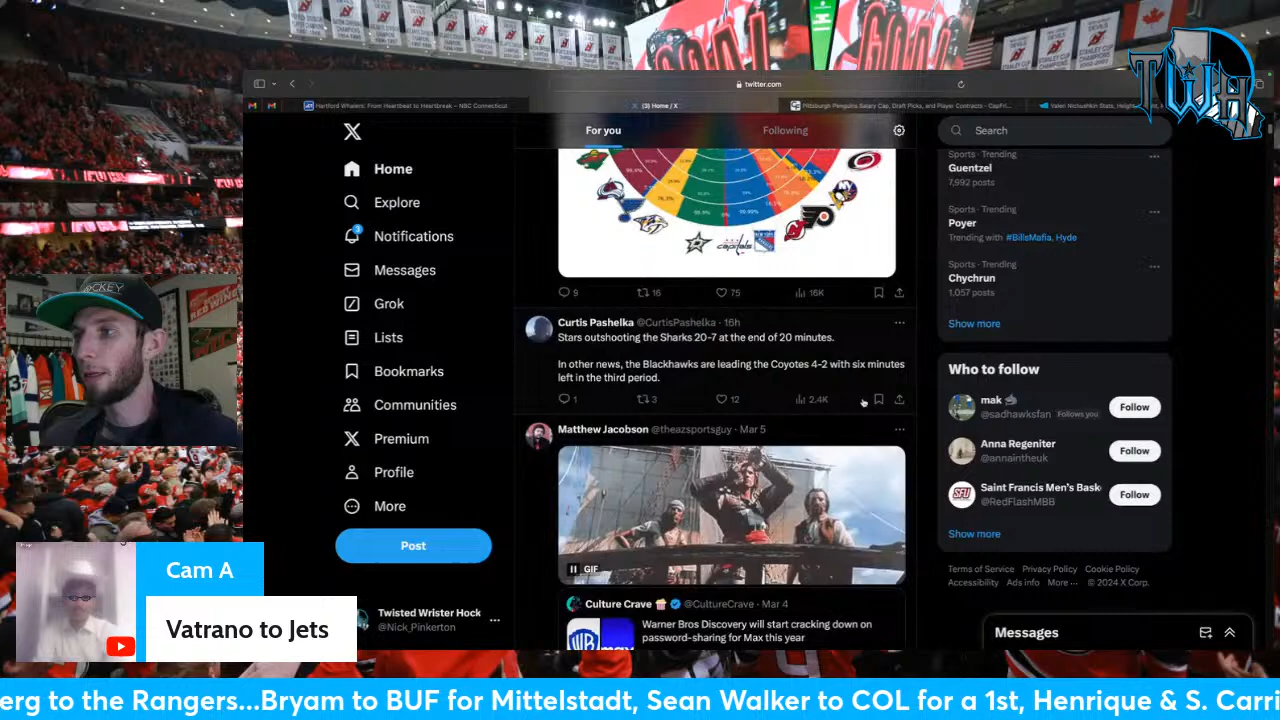 GOAL
GOAL
DEVILS
DEVILS
TWH
twitter.com
Hartford Whalers: From Heartbeat to Heartbreak – NBC Connecticut
(3) Home / X
Pittsburgh Penguins Salary Cap, Draft Picks, and Player Contracts - CapFri...
For you
Following
Search
Home
Explore
3
Notifications
Messages
Grok
Lists
Bookmarks
Communities
Premium
Profile
More
Post
Twisted Wrister Hock
@Nick_Pinkerton
capitals
9
16
75
16K
Curtis Pashelka @CurtisPashelka · 16h
Stars outshooting the Sharks 20-7 at the end of 20 minutes.
In other news, the Blackhawks are leading the Coyotes 4-2 with six minutes
left in the third period.
1
3
12
2.4K
Matthew Jacobson @theazsportsguy · Mar 5
GIF
Culture Crave @CultureCrave · Mar 4
Warner Bros Discovery will start cracking down on
password-sharing for Max this year
Sports · Trending
Guentzel
7,992 posts
Sports · Trending
Poyer
Trending with #BillsMafia, Hyde
Sports · Trending
Chychrun
1,057 posts
Show more
Who to follow
mak
@sadhawksfan Follows you
Follow
Anna Regeniter
@annaintheuk
Follow
SFU
Saint Francis Men's Bask
@RedFlashMBB
Follow
Show more
Terms of Service Privacy Policy Cookie Policy
Accessibility Ads info More ··· © 2024 X Corp.
Messages
Cam A
Vatrano to Jets
erg to the Rangers...Bryam to BUF for Mittelstadt, Sean Walker to COL for a 1st, Henrique & S. Carri